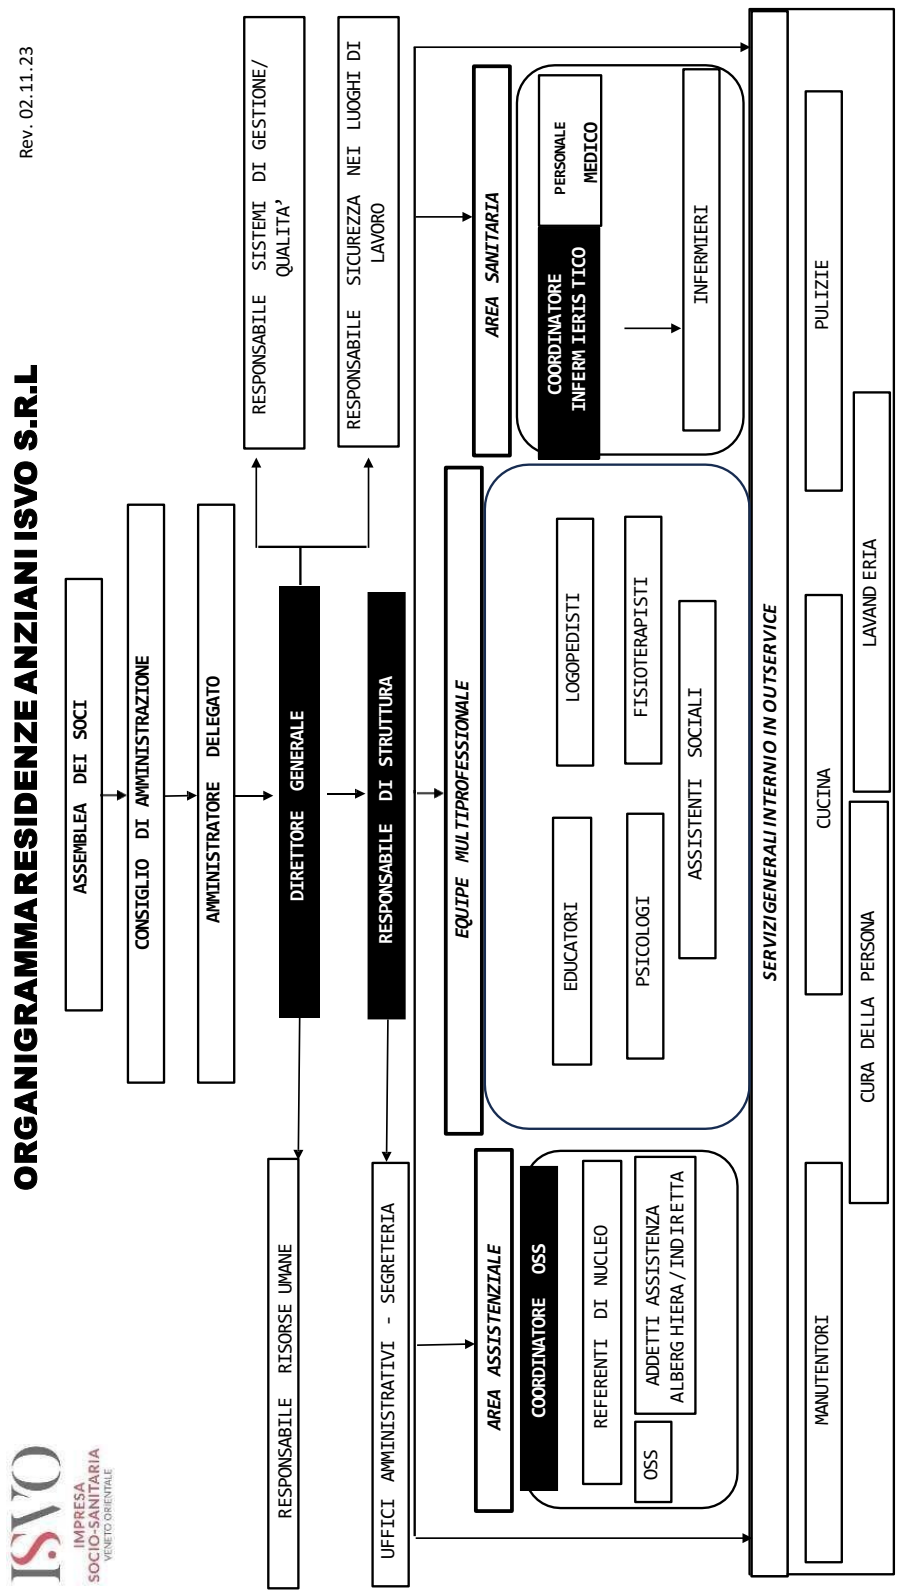 ISVO
IMPRESA
SOCIO-SANITARIA
VENETO ORIENTALE
ORGANIGRAMMA RESIDENZE ANZIANI ISVO S.R.L
Rev. 02.11.23
ASSEMBLEA DEI SOCI
CONSIGLIO DI AMMINISTRAZIONE
AMMINISTRATORE DELEGATO
RESPONSABILE SISTEMI DI GESTIONE/
QUALITA’
RESPONSABILE RISORSE UMANE
DIRETTORE GENERALE
RESPONSABILE SICUREZZA NEI LUOGHI DI
LAVORO
UFFICI AMMINISTRATIVI - SEGRETERIA
RESPONSABILE DI STRUTTURA
AREA ASSISTENZIALE
EQUIPE MULTIPROFESSIONALE
AREA SANITARIA
COORDINATORE OSS
REFERENTI DI NUCLEO
OSS
ADDETTI ASSISTENZA
ALBERGHIERA/INDIRETTA
EDUCATORI
LOGOPEDISTI
PSICOLOGI
FISIOTERAPISTI
ASSISTENTI SOCIALI
COORDINATORE
INFERMIERISTICO
PERSONALE
MEDICO
INFERMIERI
SERVIZI GENERALI INTERNI O IN OUTSERVICE
MANUTENTORI
CUCINA
PULIZIE
CURA DELLA PERSONA
LAVANDERIA